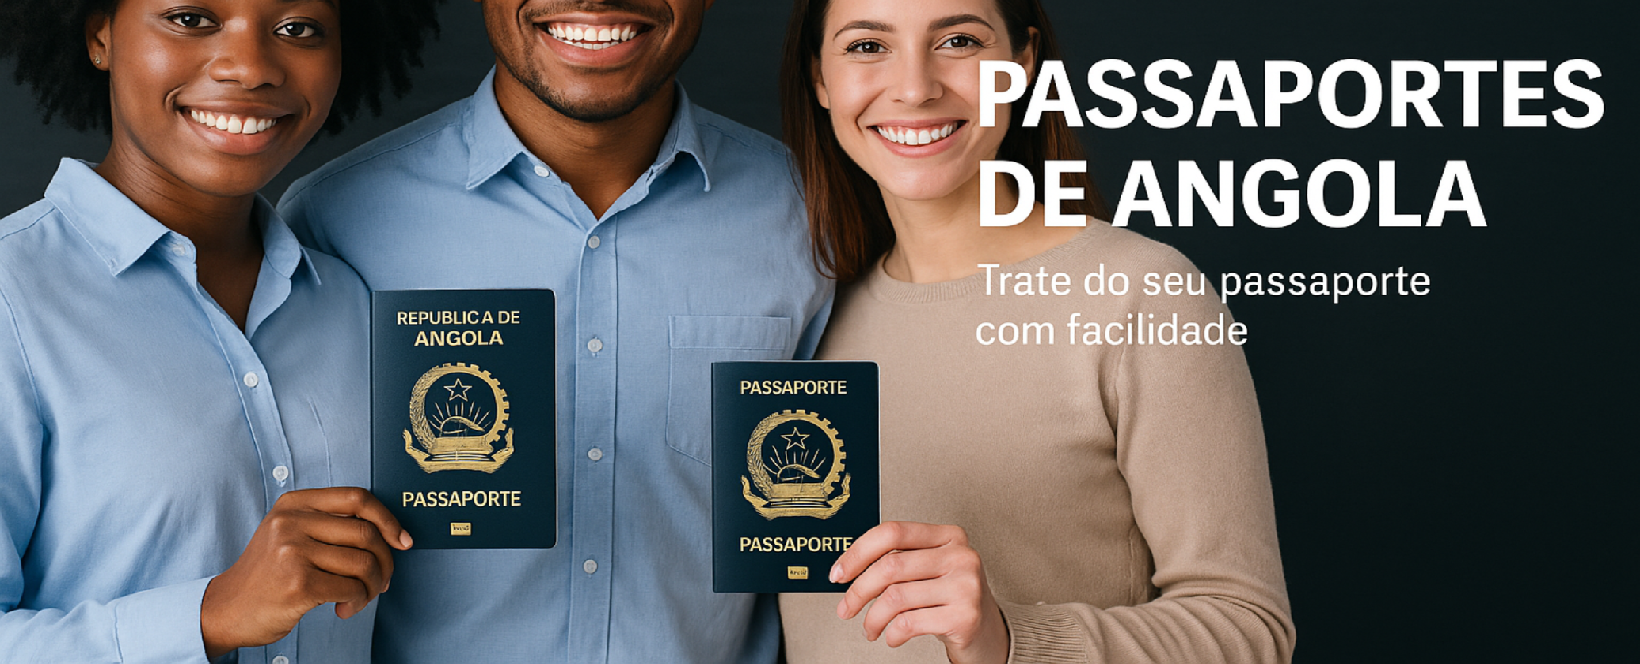 PASSAPORTES
DE ANGOLA
Trate do seu passaporte
com facilidade
REPUBLICA DE
ANGOLA
PASSAPORTE
PASSAPORTE
PASSAPORTE